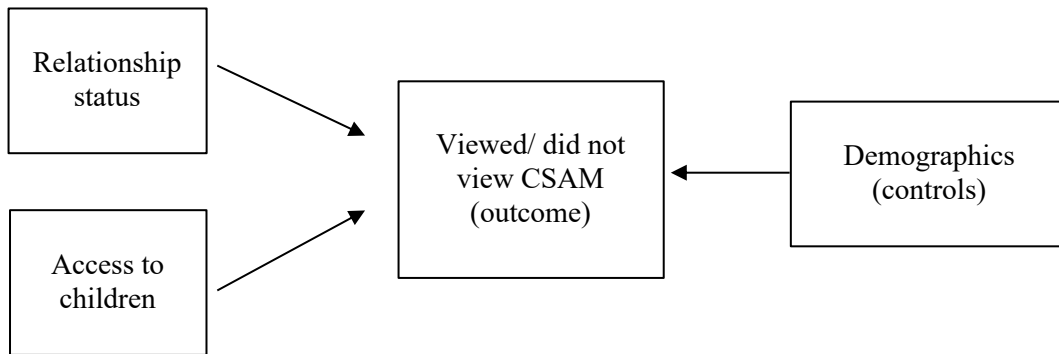 Relationship
status
Access to
children
Viewed/ did not
view CSAM
(outcome)
Demographics
(controls)